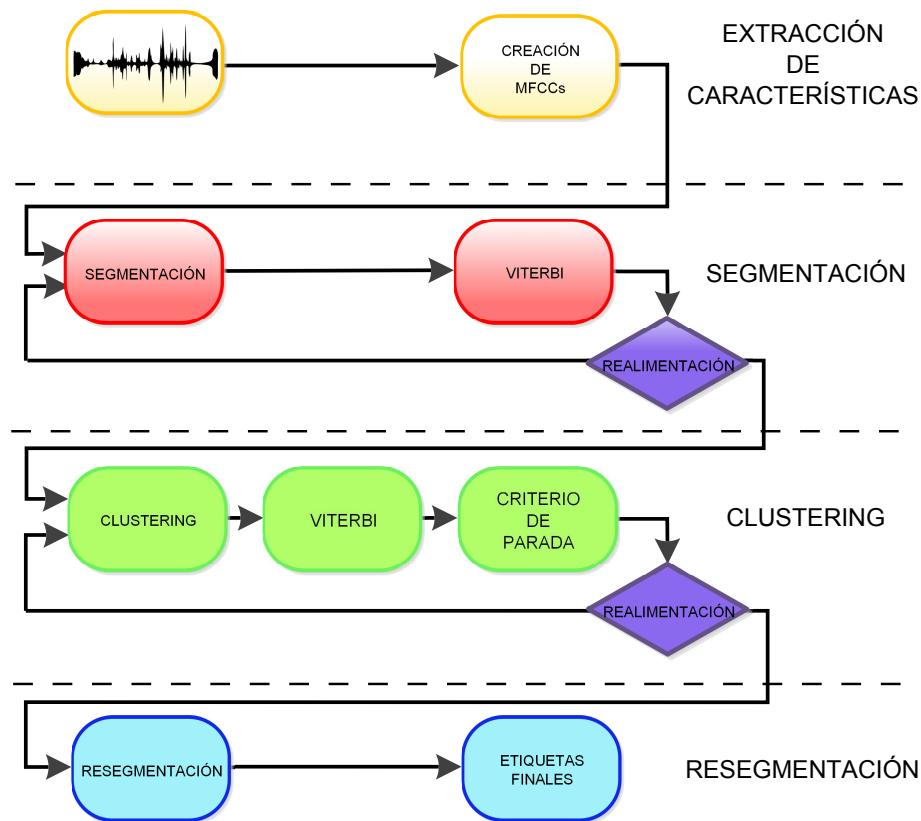 CREACIÓN
DE
MFCCs
EXTRACCIÓN
DE
CARACTERÍSTICAS
SEGMENTACIÓN
VITERBI
SEGMENTACIÓN
REALIMENTACIÓN
CLUSTERING
VITERBI
CRITERIO
DE
PARADA
CLUSTERING
REALIMENTACIÓN
RESEGMENTACIÓN
ETIQUETAS
FINALES
RESEGMENTACIÓN